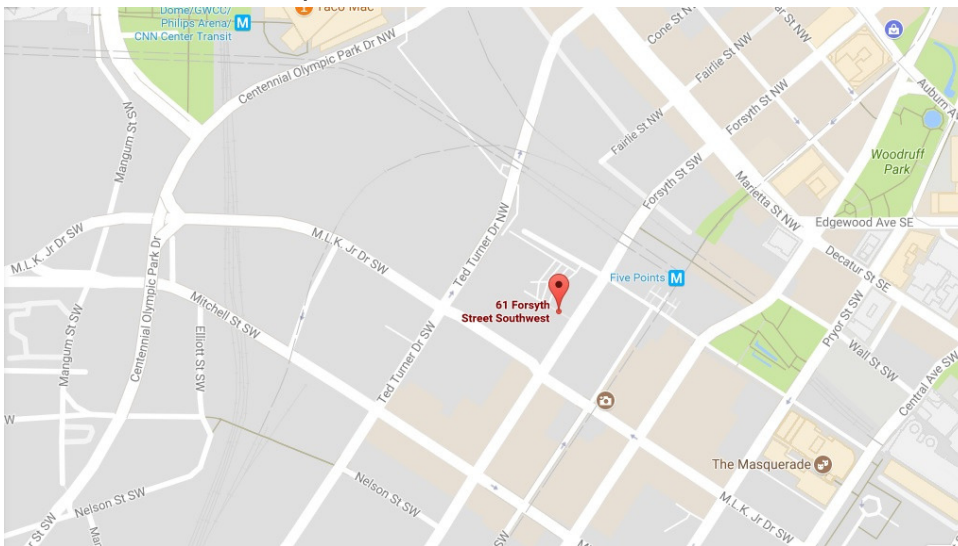 Dome/GWCC/
Philips Arena/
CNN Center Transit
M
Taco Mac
Cone St NW
Fairlie St NW
Forsyth St NW
Auburn Av
Centennial Olympic Park Dr NW
Mangum St SW
Fairlie St NW
Woodruff
Park
Forsyth St SW
Marietta St NW
Edgewood Ave SE
Ted Turner Dr NW
M.L.K. Jr Dr SW
M.L.K. Jr Dr SW
Decatur St SE
Five Points M
61 Forsyth
Street Southwest
Mitchell St SW
Centennial Olympic Park Dr
Mangum St SW
Elliott St SW
Ted Turner Dr SW
Pryor St SW
Wall St SW
Central Ave SW
W
The Masquerade
Nelson St SW
Nelson St SW
M.L.K. Jr Dr SW
r St SW